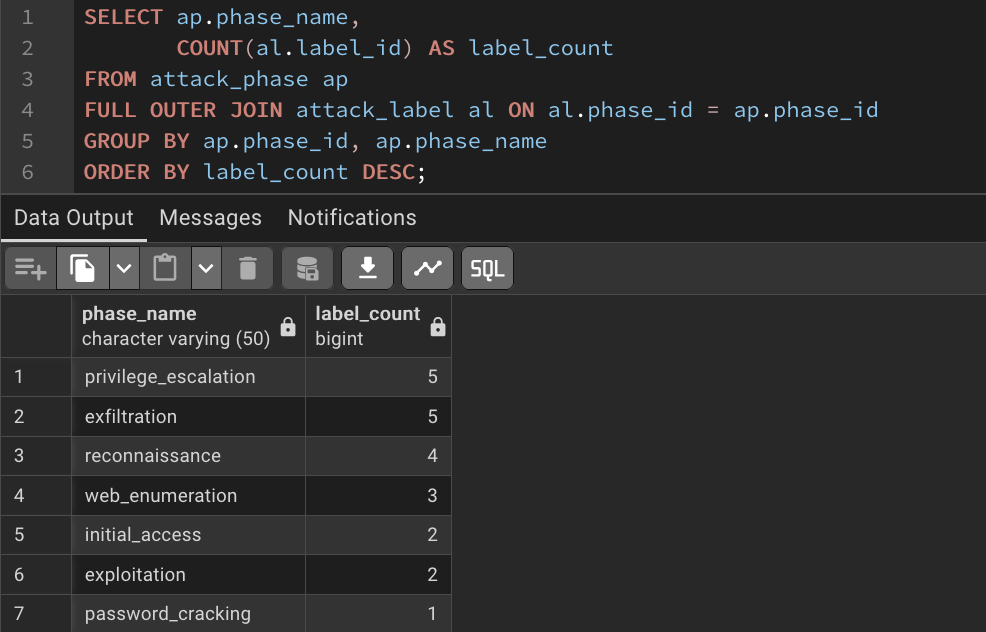 1 SELECT ap.phase_name,
2 COUNT(al.label_id) AS label_count
3 FROM attack_phase ap
4 FULL OUTER JOIN attack_label al ON al.phase_id = ap.phase_id
5 GROUP BY ap.phase_id, ap.phase_name
6 ORDER BY label_count DESC;
Data Output Messages Notifications
SQL
phase_name label_count
character varying (50) bigint
1 privilege_escalation 5
2 exfiltration 5
3 reconnaissance 4
4 web_enumeration 3
5 initial_access 2
6 exploitation 2
7 password_cracking 1